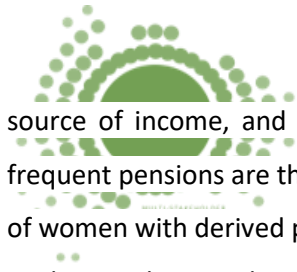 source of income, and
frequent pensions are th
of women with derived p